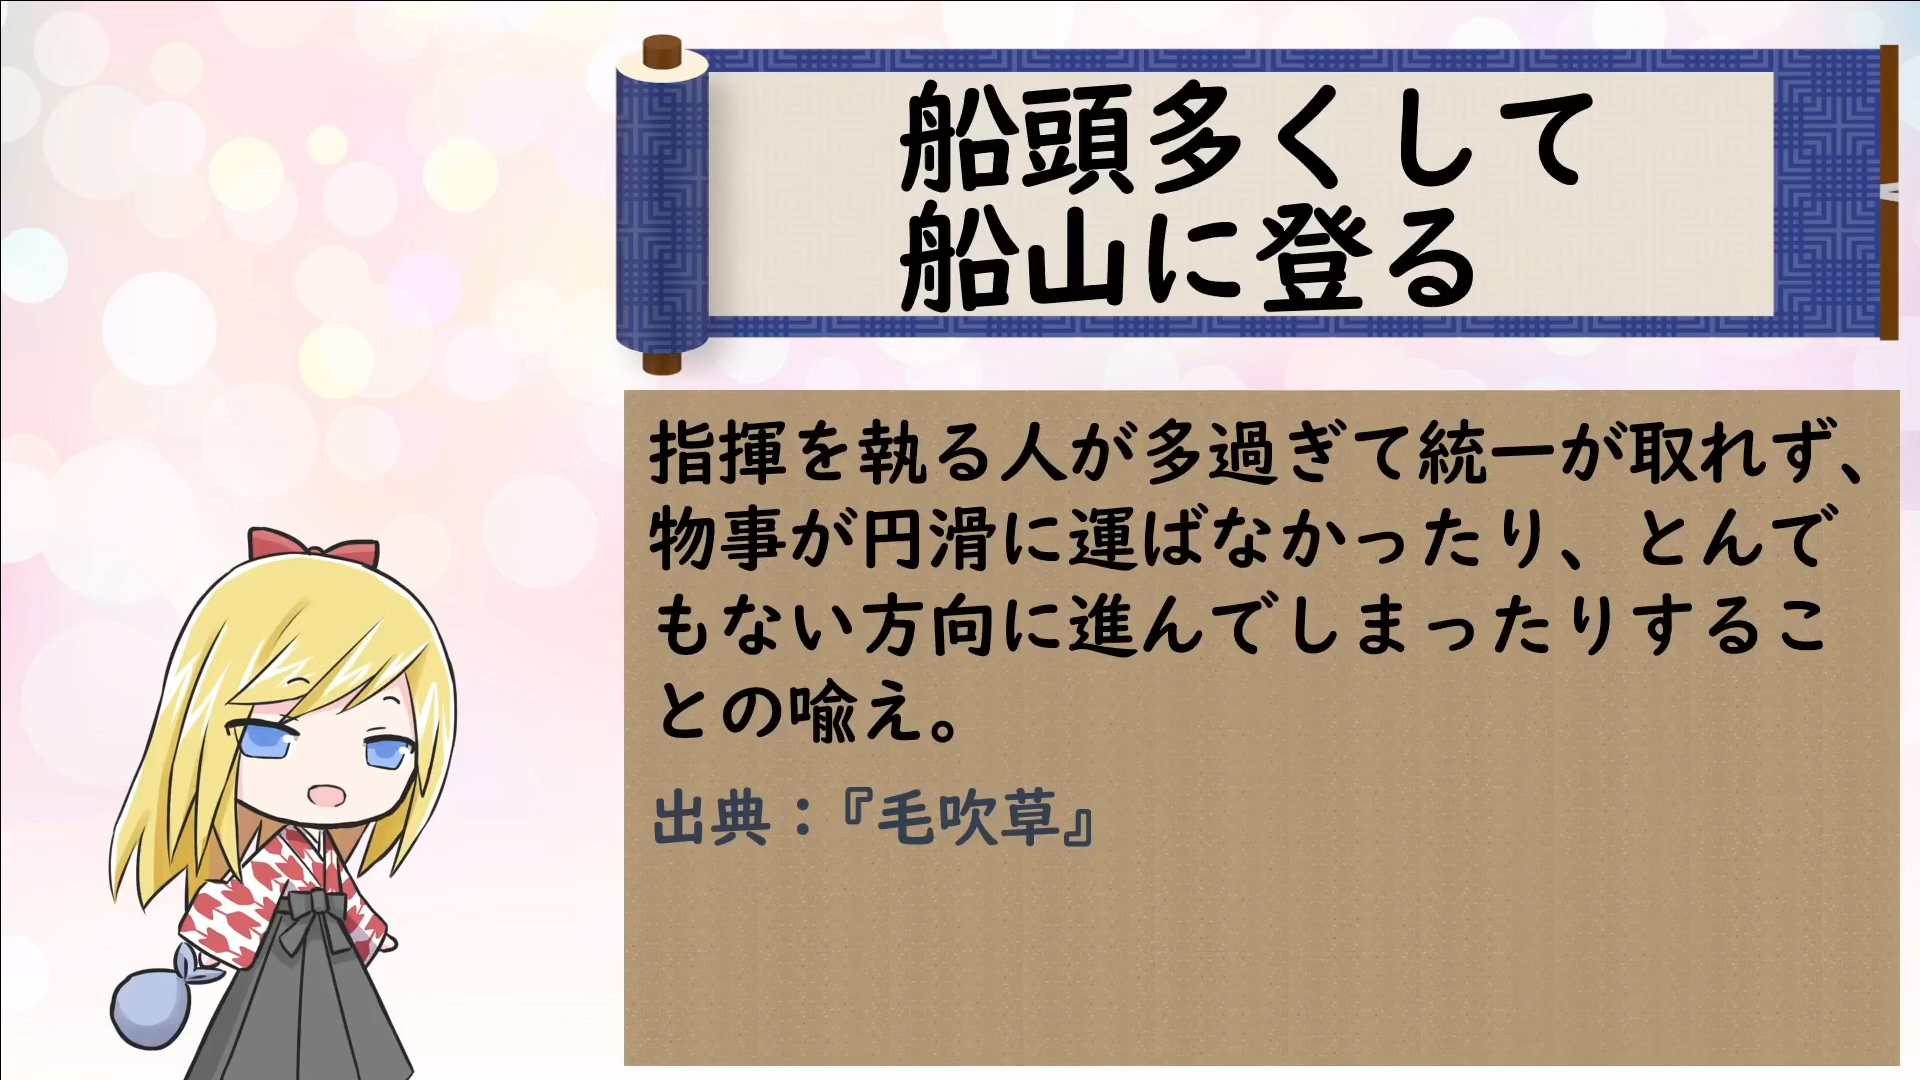 船頭多くして
船山に登る
指揮を執る人が多過ぎて統一が取れず、
物事が円滑に運ばなかったり、とんで
もない方向に進んでしまったりするこ
との喩え。
出典：『毛吹草』